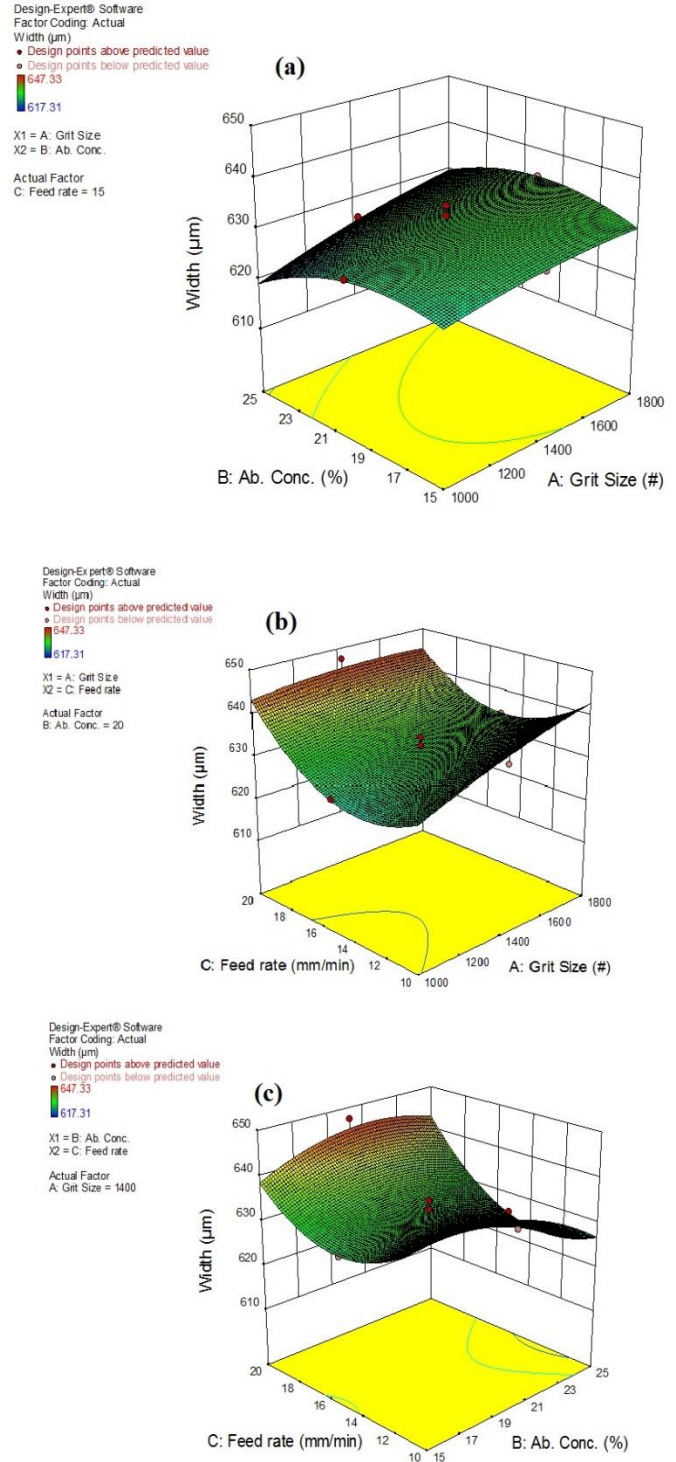 Design-Expert® Software
Factor Coding: Actual
Width (µm)
Design points above predicted value
Design points below predicted value
647.33
617.31
X1 = A: Grit Size
X2 = B: Ab. Conc.
Actual Factor
C: Feed rate = 15
(a)
650
640
630
620
610
Width (µm)
25
23
21
19
17
15
B: Ab. Conc. (%)
1000
1200
1400
1600
1800
A: Grit Size (#)
Design-Expert® Software
Factor Coding: Actual
Width (µm)
Design points above predicted value
Design points below predicted value
647.33
617.31
X1 = A: Grit Size
X2 = C: Feed rate
Actual Factor
B: Ab. Conc. = 20
(b)
650
640
630
620
610
Width (µm)
20
18
16
14
12
10
C: Feed rate (mm/min)
1000
1200
1400
1600
1800
A: Grit Size (#)
Design-Expert® Software
Factor Coding: Actual
Width (µm)
Design points above predicted value
Design points below predicted value
647.33
617.31
X1 = B: Ab. Conc.
X2 = C: Feed rate
Actual Factor
A: Grit Size = 1400
(c)
650
640
630
620
610
Width (µm)
20
18
16
14
12
10
C: Feed rate (mm/min)
15
17
19
21
23
25
B: Ab. Conc. (%)